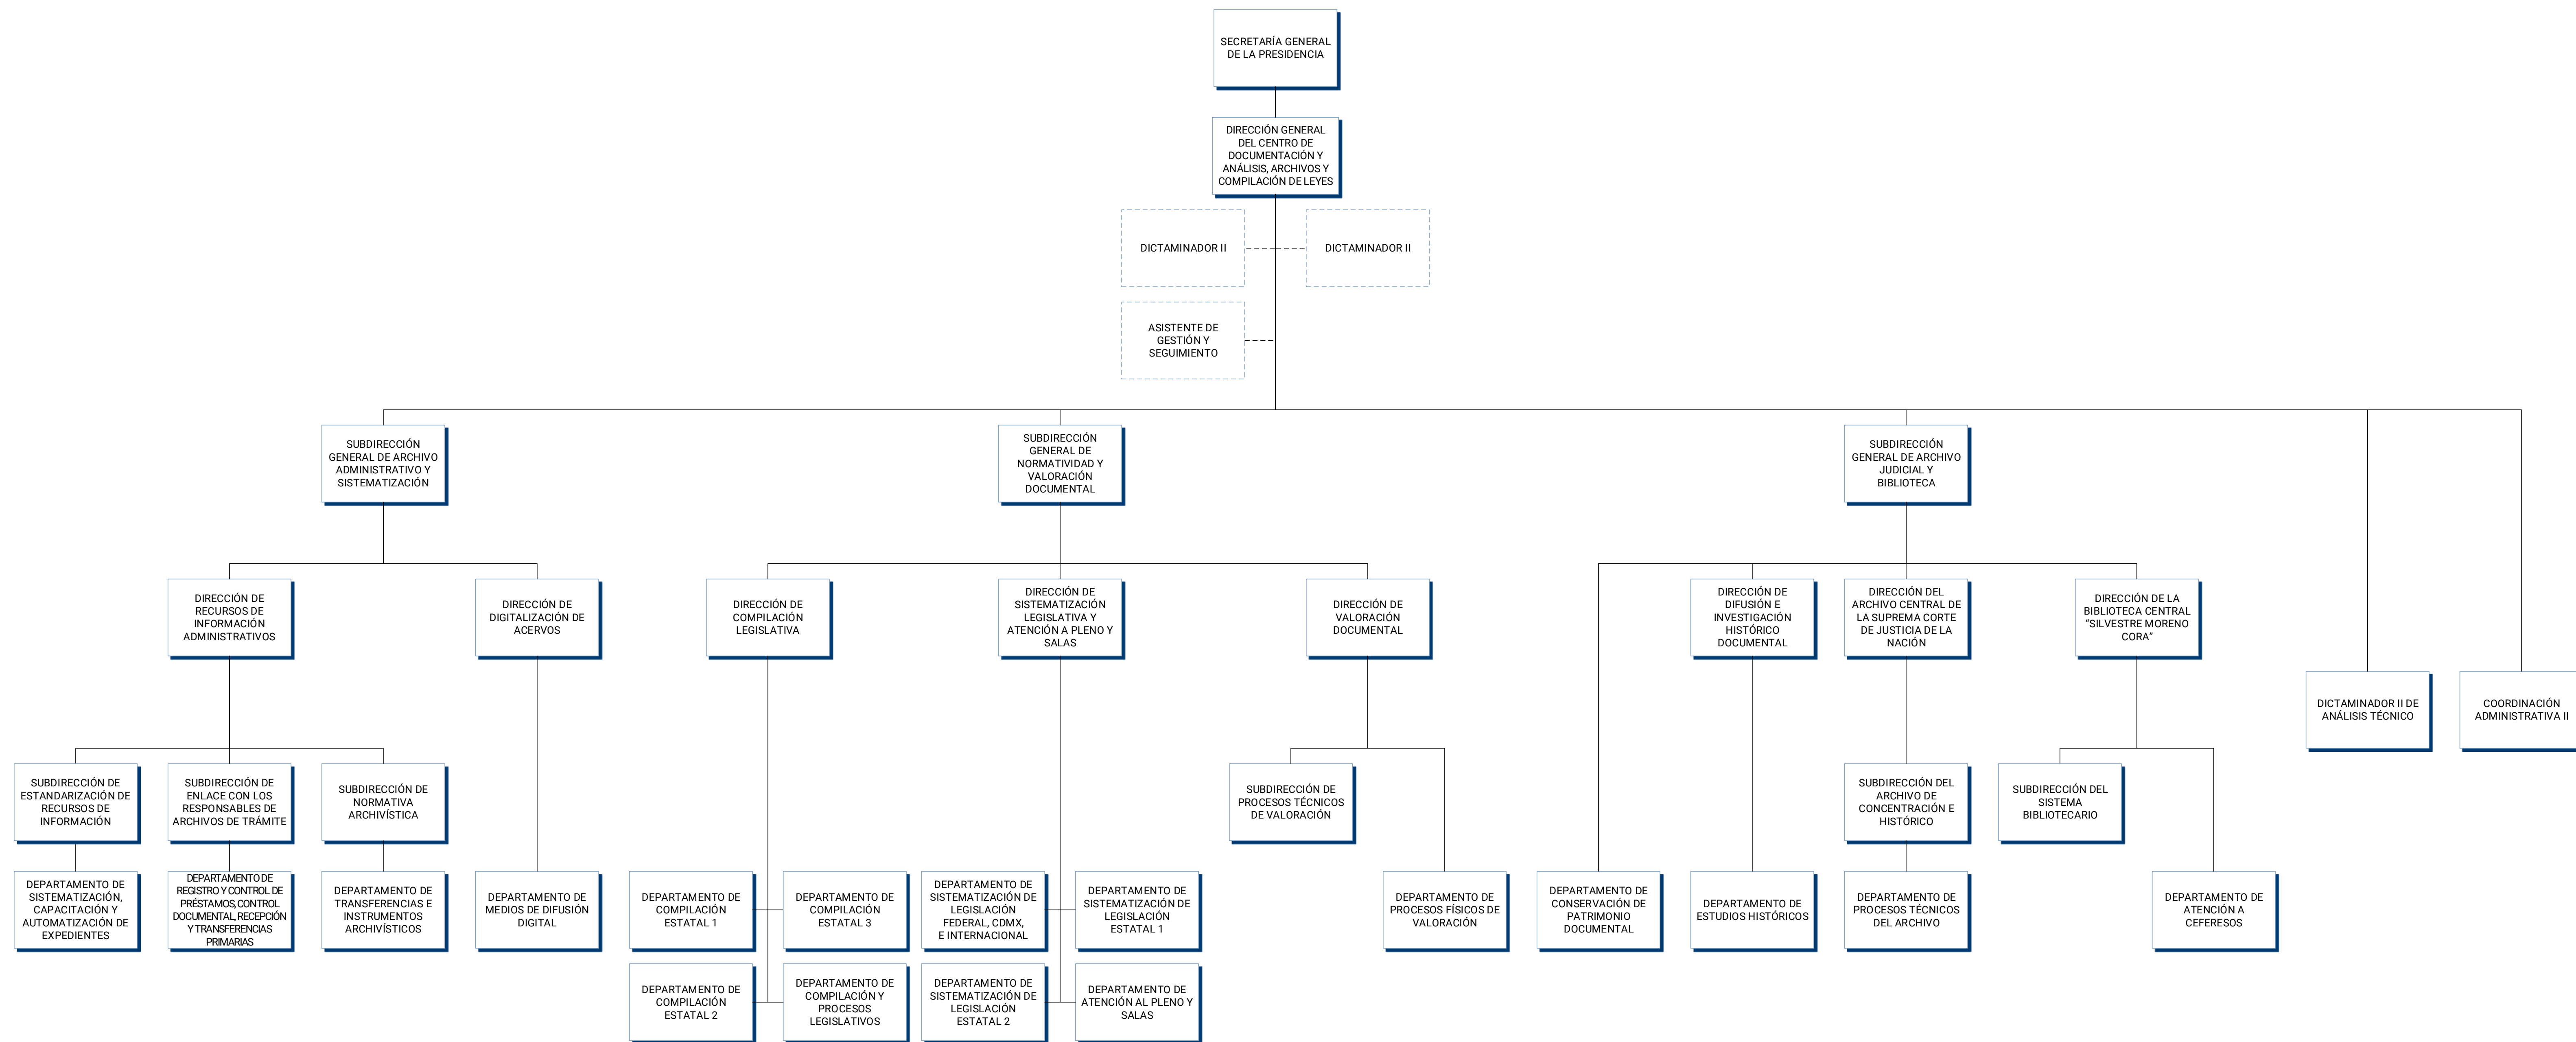 SECRETARÍA GENERAL
DE LA PRESIDENCIA
DIRECCIÓN GENERAL
DEL CENTRO DE
DOCUMENTACIÓN Y
ANÁLISIS, ARCHIVOS Y
COMPILACIÓN DE LEYES
DICTAMINADOR II
DICTAMINADOR II
ASISTENTE DE
GESTIÓN Y
SEGUIMIENTO
SUBDIRECCIÓN
GENERAL DE ARCHIVO
ADMINISTRATIVO Y
SISTEMATIZACIÓN
SUBDIRECCIÓN
GENERAL DE
NORMATIVIDAD Y
VALORACIÓN
DOCUMENTAL
SUBDIRECCIÓN
GENERAL DE ARCHIVO
JUDICIAL Y
BIBLIOTECA
DIRECCIÓN DE
RECURSOS DE
INFORMACIÓN
ADMINISTRATIVOS
DIRECCIÓN DE
DIGITALIZACIÓN DE
ACERVOS
DIRECCIÓN DE
COMPILACIÓN
LEGISLATIVA
DIRECCIÓN DE
SISTEMATIZACIÓN
LEGISLATIVA Y
ATENCIÓN A PLENO Y
SALAS
DIRECCIÓN DE
VALORACIÓN
DOCUMENTAL
DIRECCIÓN DE
DIFUSIÓN E
INVESTIGACIÓN
HISTÓRICO
DOCUMENTAL
DIRECCIÓN DEL
ARCHIVO CENTRAL DE
LA SUPREMA CORTE
DE JUSTICIA DE LA
NACIÓN
DIRECCIÓN DE LA
BIBLIOTECA CENTRAL
“SILVESTRE MORENO
CORA”
DICTAMINADOR II DE
ANÁLISIS TÉCNICO
COORDINACIÓN
ADMINISTRATIVA II
SUBDIRECCIÓN DE
ESTANDARIZACIÓN DE
RECURSOS DE
INFORMACIÓN
SUBDIRECCIÓN DE
ENLACE CON LOS
RESPONSABLES DE
ARCHIVOS DE TRÁMITE
SUBDIRECCIÓN DE
NORMATIVA
ARCHIVÍSTICA
SUBDIRECCIÓN DE
PROCESOS TÉCNICOS
DE VALORACIÓN
SUBDIRECCIÓN DEL
ARCHIVO DE
CONCENTRACIÓN E
HISTÓRICO
SUBDIRECCIÓN DEL
SISTEMA
BIBLIOTECARIO
DEPARTAMENTO DE
SISTEMATIZACIÓN,
CAPACITACIÓN Y
AUTOMATIZACIÓN DE
EXPEDIENTES
DEPARTAMENTO DE
REGISTRO Y CONTROL DE
PRÉSTAMOS, CONTROL
DOCUMENTAL, RECEPCIÓN
Y TRANSFERENCIAS
PRIMARIAS
DEPARTAMENTO DE
TRANSFERENCIAS E
INSTRUMENTOS
ARCHIVÍSTICOS
DEPARTAMENTO DE
MEDIOS DE DIFUSIÓN
DIGITAL
DEPARTAMENTO DE
COMPILACIÓN
ESTATAL 1
DEPARTAMENTO DE
COMPILACIÓN
ESTATAL 3
DEPARTAMENTO DE
SISTEMATIZACIÓN DE
LEGISLACIÓN
FEDERAL, CDMX,
E INTERNACIONAL
DEPARTAMENTO DE
SISTEMATIZACIÓN DE
LEGISLACIÓN
ESTATAL 1
DEPARTAMENTO DE
PROCESOS FÍSICOS DE
VALORACIÓN
DEPARTAMENTO DE
CONSERVACIÓN DE
PATRIMONIO
DOCUMENTAL
DEPARTAMENTO DE
ESTUDIOS HISTÓRICOS
DEPARTAMENTO DE
PROCESOS TÉCNICOS
DEL ARCHIVO
DEPARTAMENTO DE
ATENCIÓN A
CEFERESOS
DEPARTAMENTO DE
COMPILACIÓN
ESTATAL 2
DEPARTAMENTO DE
COMPILACIÓN Y
PROCESOS
LEGISLATIVOS
DEPARTAMENTO DE
SISTEMATIZACIÓN DE
LEGISLACIÓN
ESTATAL 2
DEPARTAMENTO DE
ATENCIÓN AL PLENO Y
SALAS